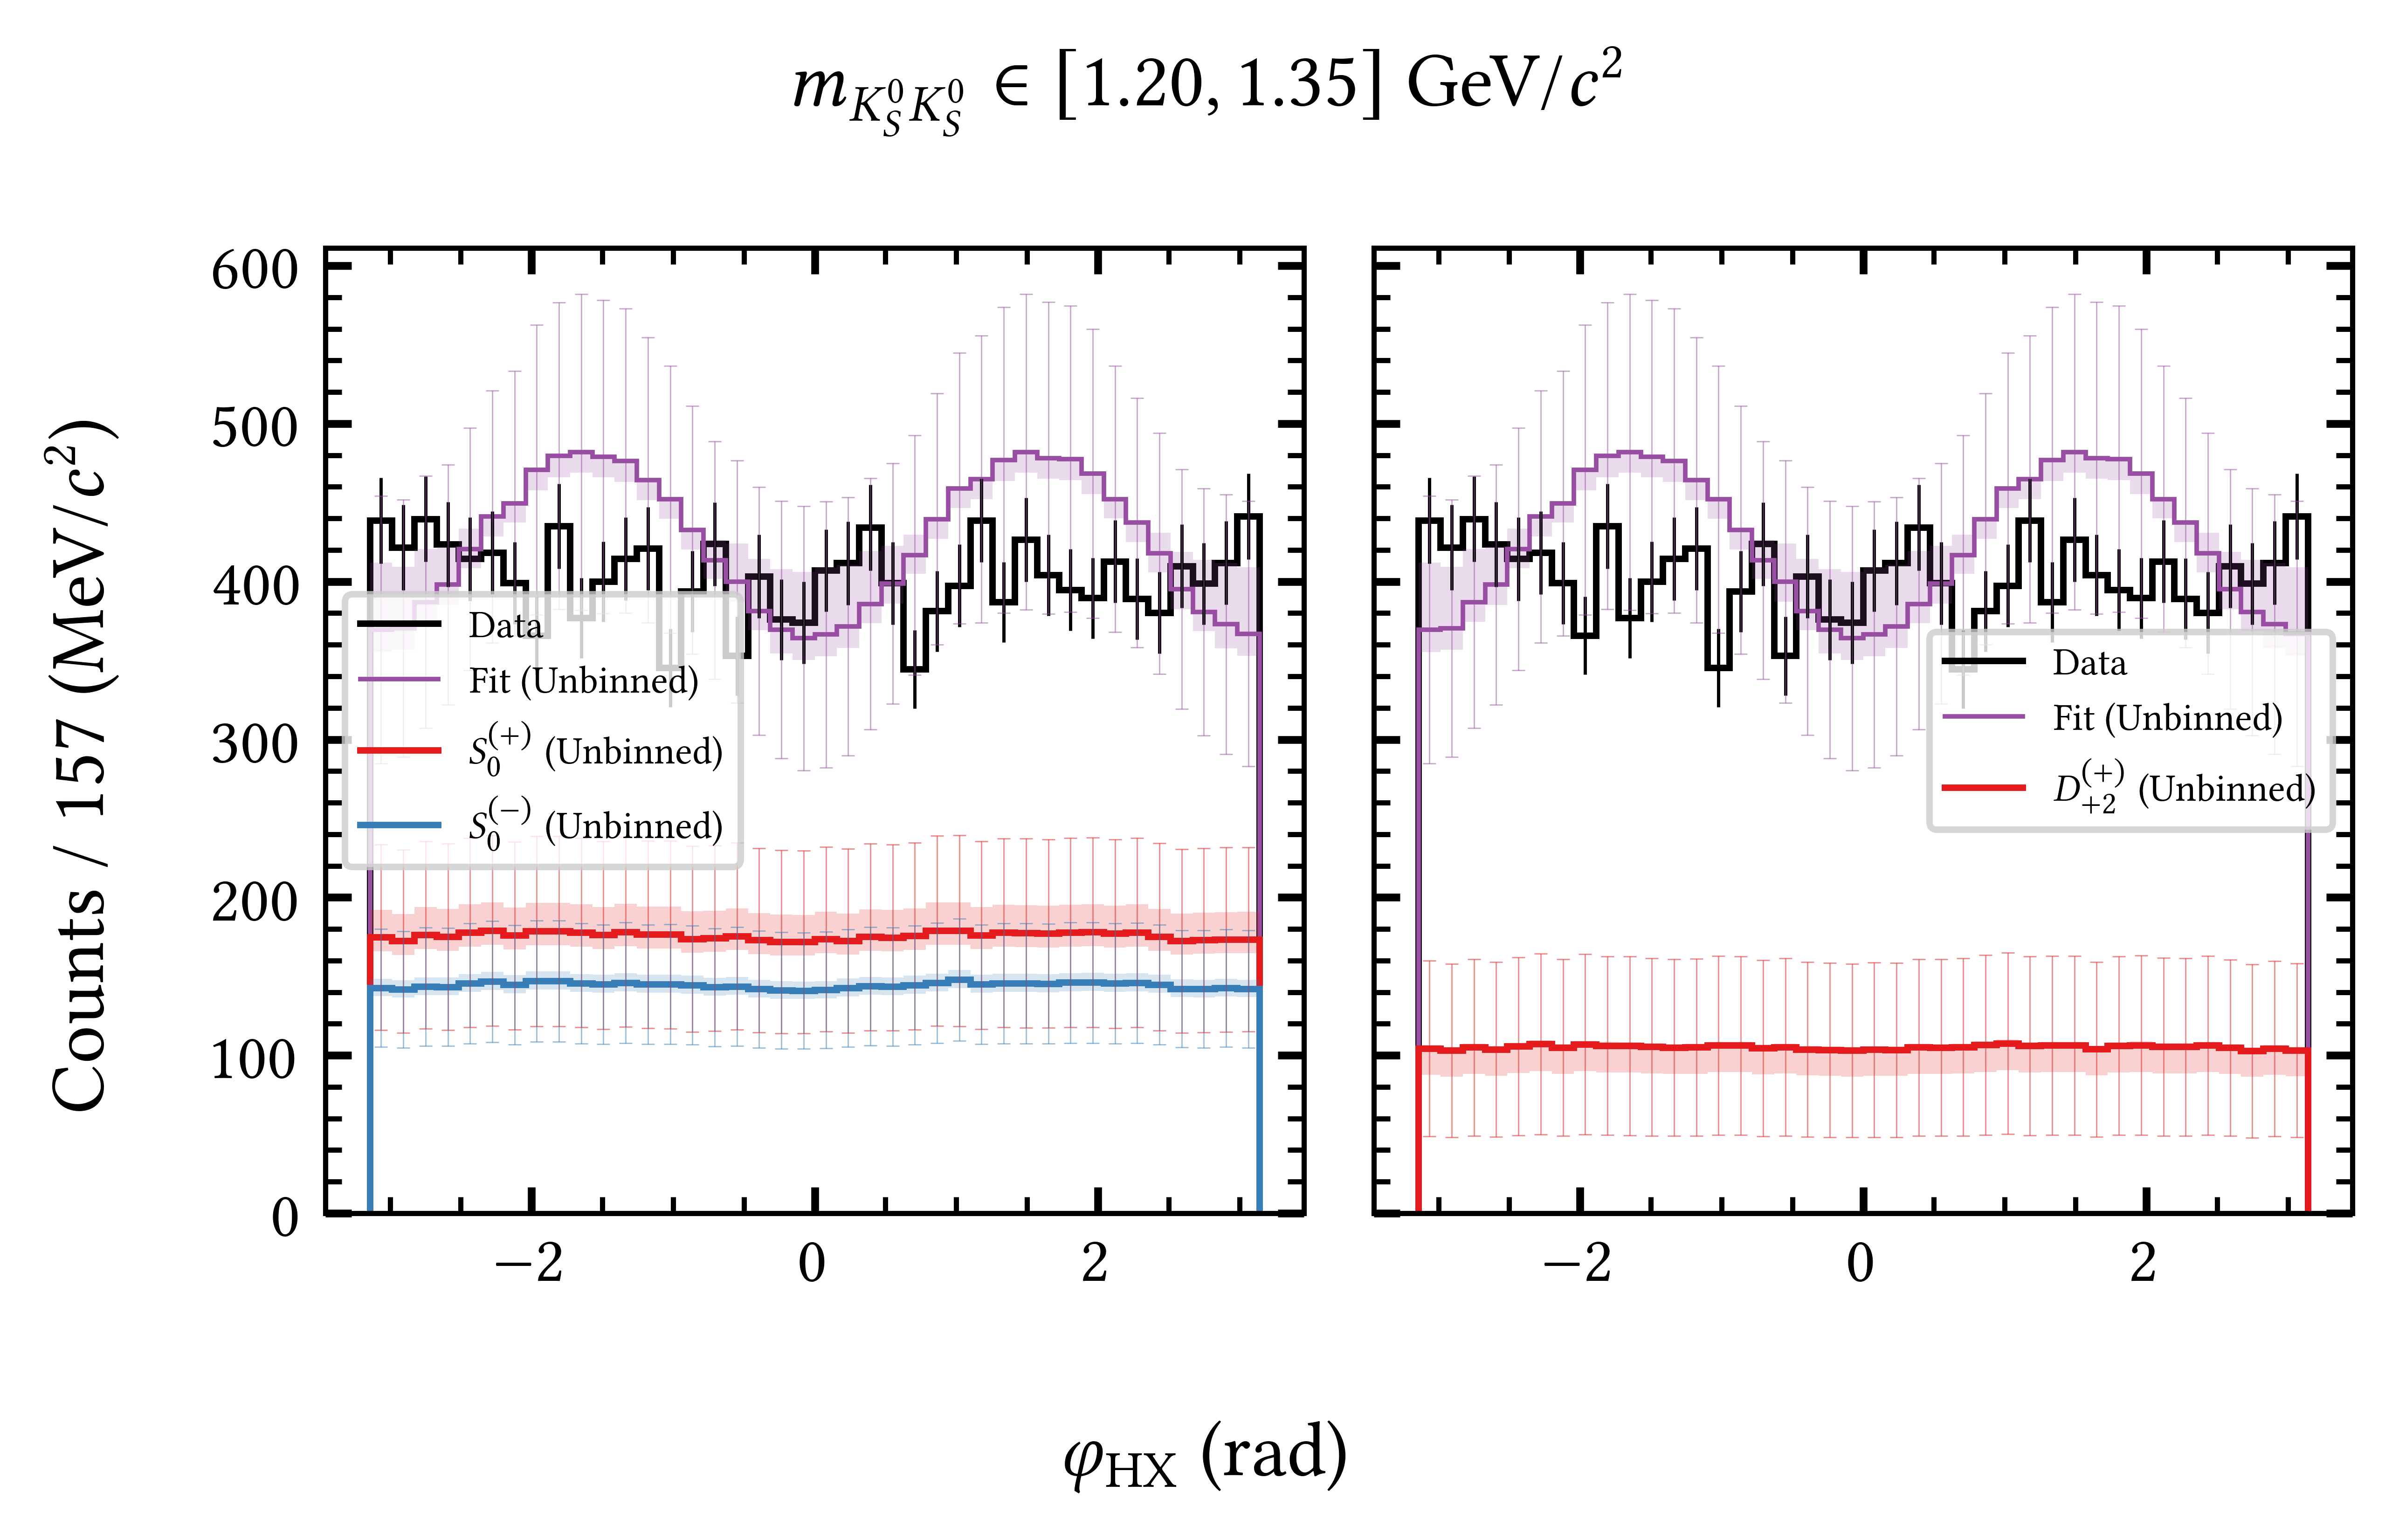 m_{K_S^0 K_S^0} ∈ [1.20, 1.35] GeV/c²
Counts / 157 (MeV/c²)
600
500
400
300
200
100
0
Data
Fit (Unbinned)
S_0^{(+)} (Unbinned)
S_0^{(−)} (Unbinned)
−2
0
2
Data
Fit (Unbinned)
D_{+2}^{(+)} (Unbinned)
−2
0
2
φ_{HX} (rad)